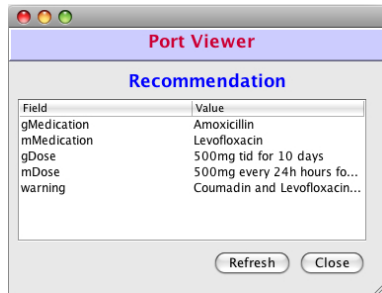 Port Viewer
Recommendation
Field Value
gMedication Amoxicillin
mMedication Levofloxacin
gDose 500mg tid for 10 days
mDose 500mg every 24h hours fo...
warning Coumadin and Levofloxacin...
Refresh Close